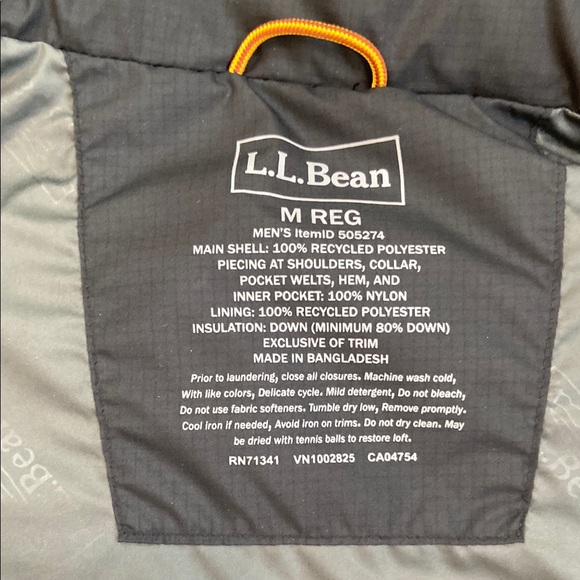 L.L.Bean
M REG
MEN'S ItemID 505274
MAIN SHELL: 100% RECYCLED POLYESTER
PIECING AT SHOULDERS, COLLAR,
POCKET WELTS, HEM, AND
INNER POCKET: 100% NYLON
LINING: 100% RECYCLED POLYESTER
INSULATION: DOWN (MINIMUM 80% DOWN)
EXCLUSIVE OF TRIM
MADE IN BANGLADESH
Prior to laundering, close all closures. Machine wash cold,
With like colors, Delicate cycle. Mild detergent, Do not bleach,
Do not use fabric softeners. Tumble dry low, Remove promptly.
Cool iron if needed, Avoid iron on trims. Do not dry clean. May
be dried with tennis balls to restore loft.
RN71341 VN1002825 CA04754